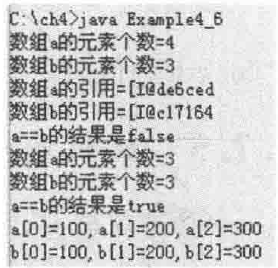 C:\ch4>java Example4_6
数组a的元素个数=4
数组b的元素个数=3
数组a的引用=[I@de6ced
数组b的引用=[I@c17164
a==b的结果是false
数组a的元素个数=3
数组b的元素个数=3
a==b的结果是true
a[0]=100,a[1]=200,a[2]=300
b[0]=100,b[1]=200,b[2]=300